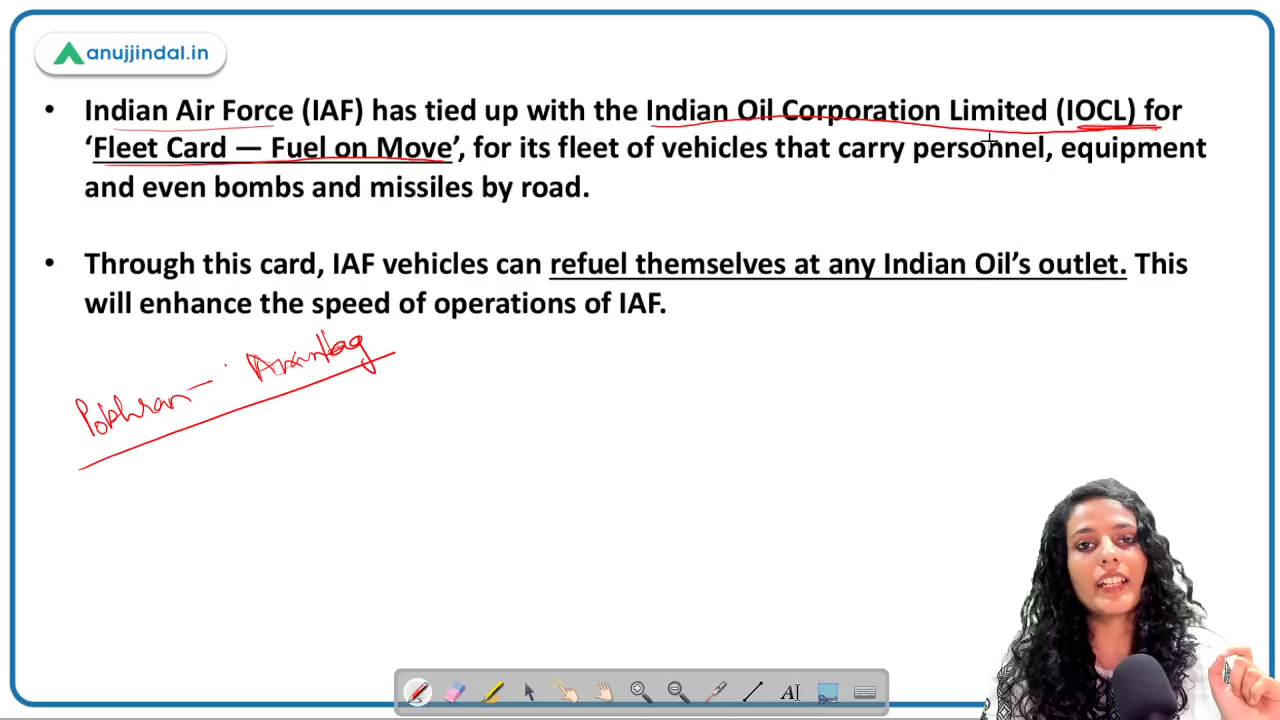 anujjindal.in
• Indian Air Force (IAF) has tied up with the Indian Oil Corporation Limited (IOCL) for
‘Fleet Card — Fuel on Move’, for its fleet of vehicles that carry personnel, equipment
and even bombs and missiles by road.
• Through this card, IAF vehicles can refuel themselves at any Indian Oil’s outlet. This
will enhance the speed of operations of IAF.
Pokhran -